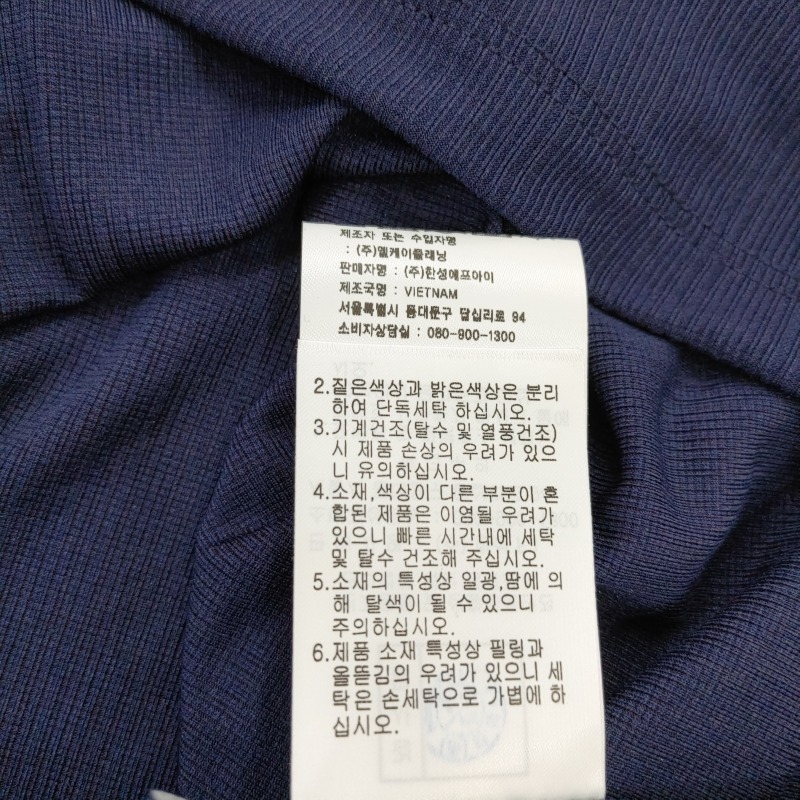 제조자 또는 수입자명
: (주)엘케이플래닝
판매자명 : (주)한성에프아이
제조국명 : VIETNAM
서울특별시 동대문구 답십리로 94
소비자상담실 : 080-900-1300
2.짙은색상과 밝은색상은 분리
하여 단독세탁 하십시오.
3.기계건조(탈수 및 열풍건조)
시 제품 손상의 우려가 있으
니 유의하십시오.
4.소재,색상이 다른 부분이 혼
합된 제품은 이염될 우려가
있으니 빠른 시간내에 세탁
및 탈수 건조해 주십시오.
5.소재의 특성상 일광,땀에 의
해 탈색이 될 수 있으니
주의하십시오.
6.제품 소재 특성상 필링과
올뜯김의 우려가 있으니 세
탁은 손세탁으로 가볍에 하
십시오.